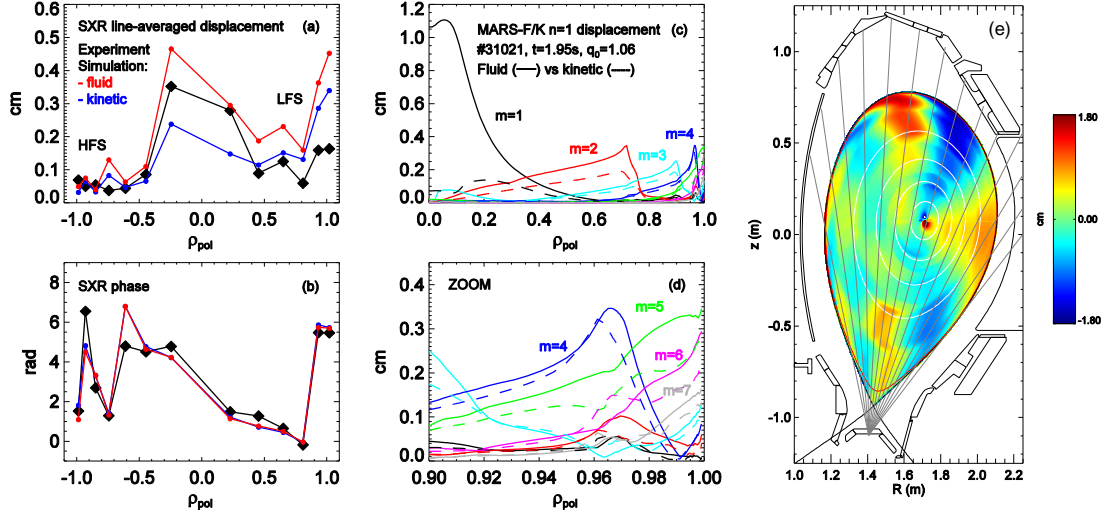 SXR line-averaged displacement (a)
Experiment
Simulation:
- fluid
- kinetic
HFS
LFS
cm
0.6
0.5
0.4
0.3
0.2
0.1
0.0
-1.0 -0.5 0.0 0.5 1.0
ρpol
SXR phase (b)
rad
8
6
4
2
0
-1.0 -0.5 0.0 0.5 1.0
ρpol
MARS-F/K n=1 displacement
(c)
#31021, t=1.95s, q0=1.06
Fluid (—) vs kinetic (----)
m=1
m=2
m=3
m=4
cm
1.2
1.0
0.8
0.6
0.4
0.2
0.0
0.0 0.2 0.4 0.6 0.8 1.0
ρpol
ZOOM (d)
m=4
m=5
m=6
m=7
cm
0.4
0.3
0.2
0.1
0.0
0.90 0.92 0.94 0.96 0.98 1.00
ρpol
(e)
z (m)
1.0
0.5
0.0
-0.5
-1.0
1.0 1.2 1.4 1.6 1.8 2.0 2.2
R (m)
cm
1.80
0.00
-1.80